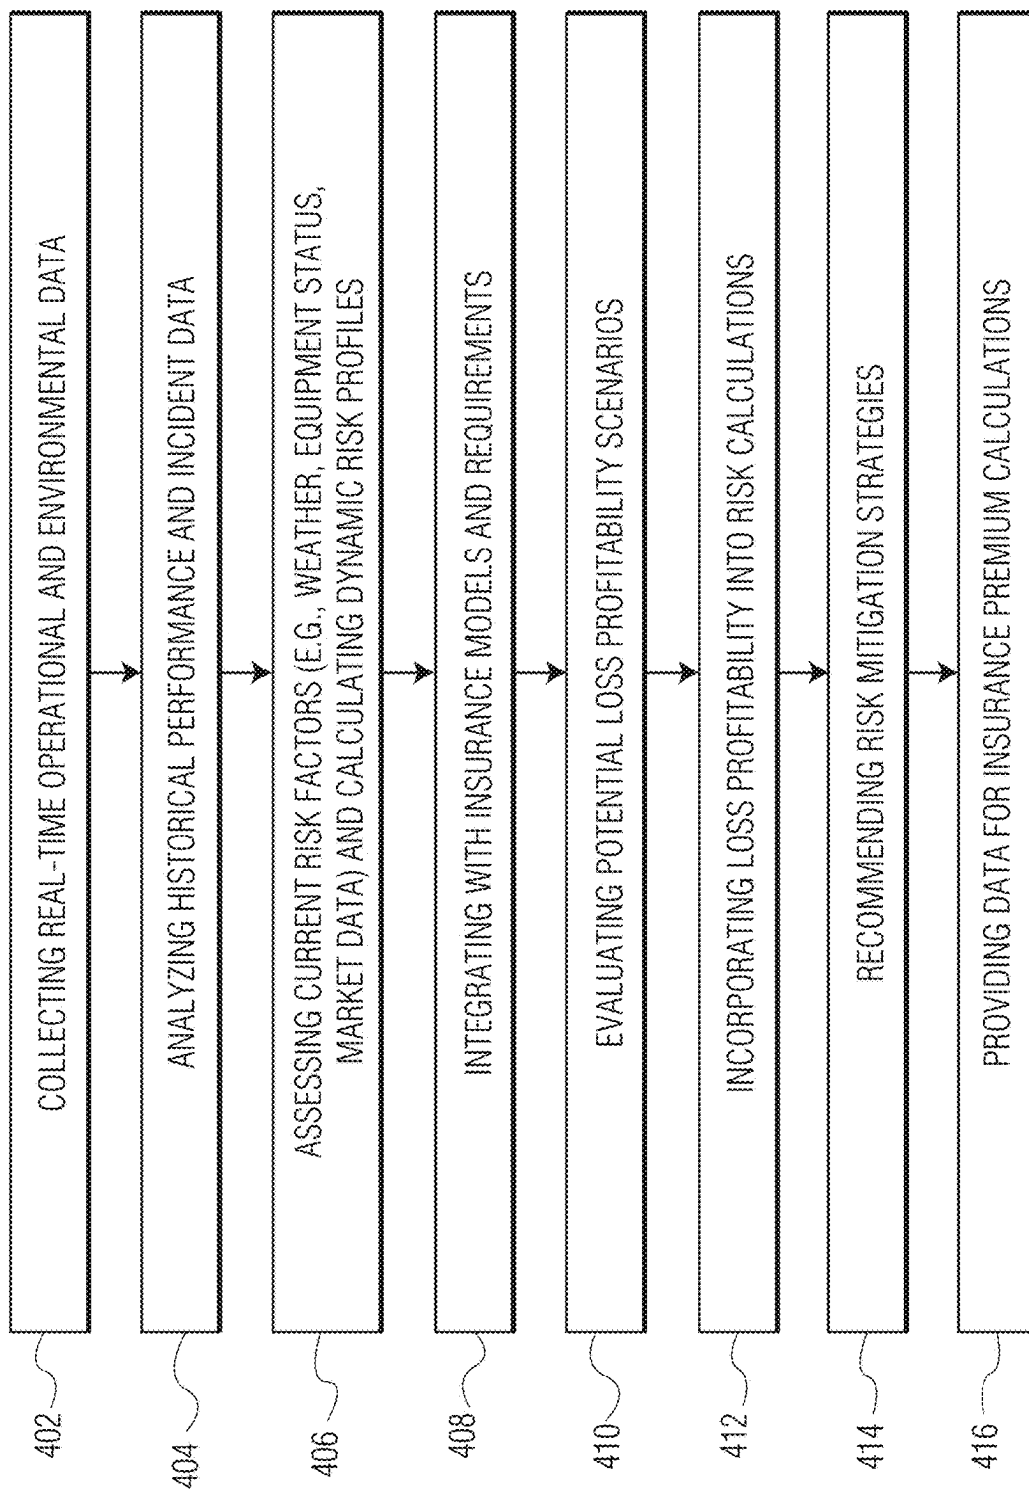 402
COLLECTING REAL-TIME OPERATIONAL AND ENVIRONMENTAL DATA
404
ANALYZING HISTORICAL PERFORMANCE AND INCIDENT DATA
406
ASSESSING CURRENT RISK FACTORS (E.G., WEATHER, EQUIPMENT STATUS,
MARKET DATA) AND CALCULATING DYNAMIC RISK PROFILES
408
INTEGRATING WITH INSURANCE MODELS AND REQUIREMENTS
410
EVALUATING POTENTIAL LOSS PROFITABILITY SCENARIOS
412
INCORPORATING LOSS PROFITABILITY INTO RISK CALCULATIONS
414
RECOMMENDING RISK MITIGATION STRATEGIES
416
PROVIDING DATA FOR INSURANCE PREMIUM CALCULATIONS